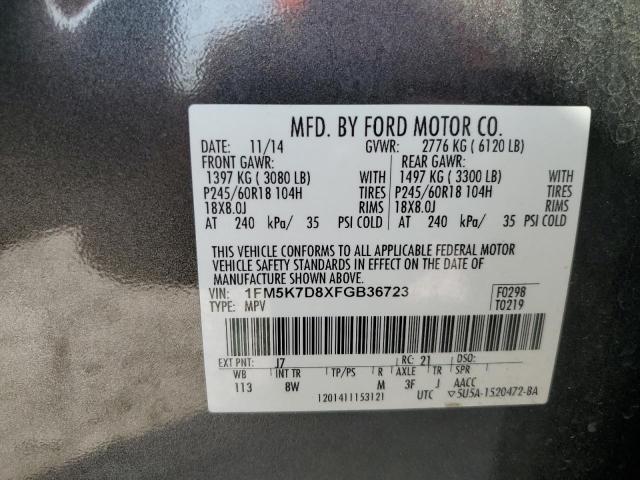 MFD. BY FORD MOTOR CO.
DATE: 11/14 GVWR: 2776 KG ( 6120 LB)
FRONT GAWR: REAR GAWR:
1397 KG ( 3080 LB) WITH 1497 KG ( 3300 LB) WITH
P245/60R18 104H TIRES P245/60R18 104H TIRES
18X8.0J RIMS 18X8.0J RIMS
AT 240 kPa/ 35 PSI COLD AT 240 kPa/ 35 PSI COLD
THIS VEHICLE CONFORMS TO ALL APPLICABLE FEDERAL MOTOR
VEHICLE SAFETY STANDARDS IN EFFECT ON THE DATE OF
MANUFACTURE SHOWN ABOVE.
VIN: 1FM5K7D8XFGB36723 F0298
TYPE: MPV T0219
EXT PNT: J7 RC: 21 DSO:
WB INT TR TP/PS R AXLE TR SPR
113 8W M 3F J AACC
1201411153121 UTC ▽5U5A-1520472-BA